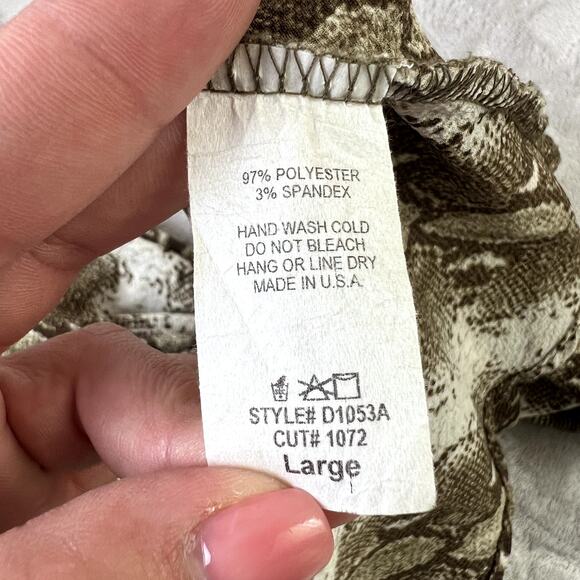 97% POLYESTER
3% SPANDEX
HAND WASH COLD
DO NOT BLEACH
HANG OR LINE DRY
MADE IN U.S.A.
STYLE# D1053A
CUT# 1072
Large